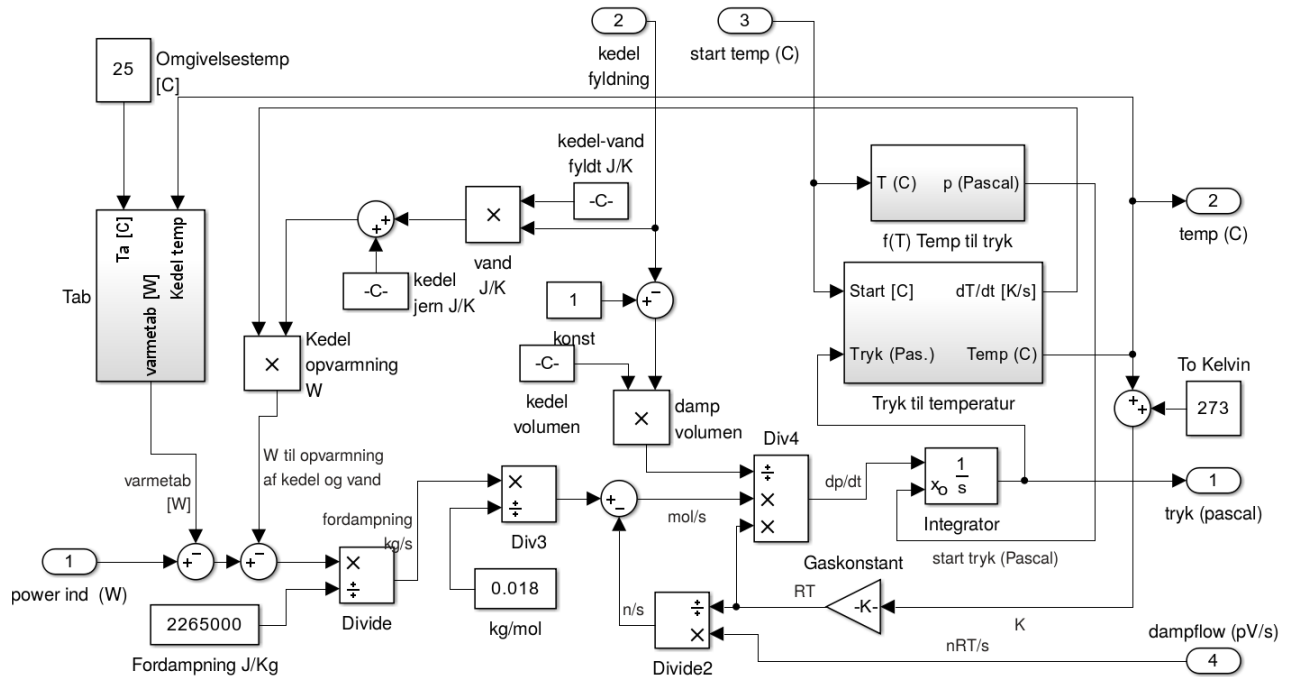 2
kedel
fyldning
3
start temp (C)
25
Omgivelsestemp
[C]
kedel-vand
fyldt J/K
-C-
×
vand
J/K
+
+
-C-
kedel
jern J/K
T (C)
p (Pascal)
f(T) Temp til tryk
2
temp (C)
Ta [C]
Kedel temp
varmetab [W]
Tab
1
konst
+
−
Start [C]
dT/dt [K/s]
Tryk (Pas.)
Temp (C)
Tryk til temperatur
×
Kedel
opvarmning
W
-C-
kedel
volumen
×
damp
volumen
To Kelvin
273
+
+
Div4
÷
×
×
dp/dt
1
s
xo
Integrator
1
tryk (pascal)
start tryk (Pascal)
W til opvarmning
af kedel og vand
varmetab
[W]
fordampning
kg/s
×
÷
Div3
+
−
mol/s
1
power ind (W)
+
−
+
−
×
÷
Divide
2265000
Fordampning J/Kg
0.018
kg/mol
n/s
÷
×
Divide2
RT
Gaskonstant
-K-
K
nRT/s
dampflow (pV/s)
4